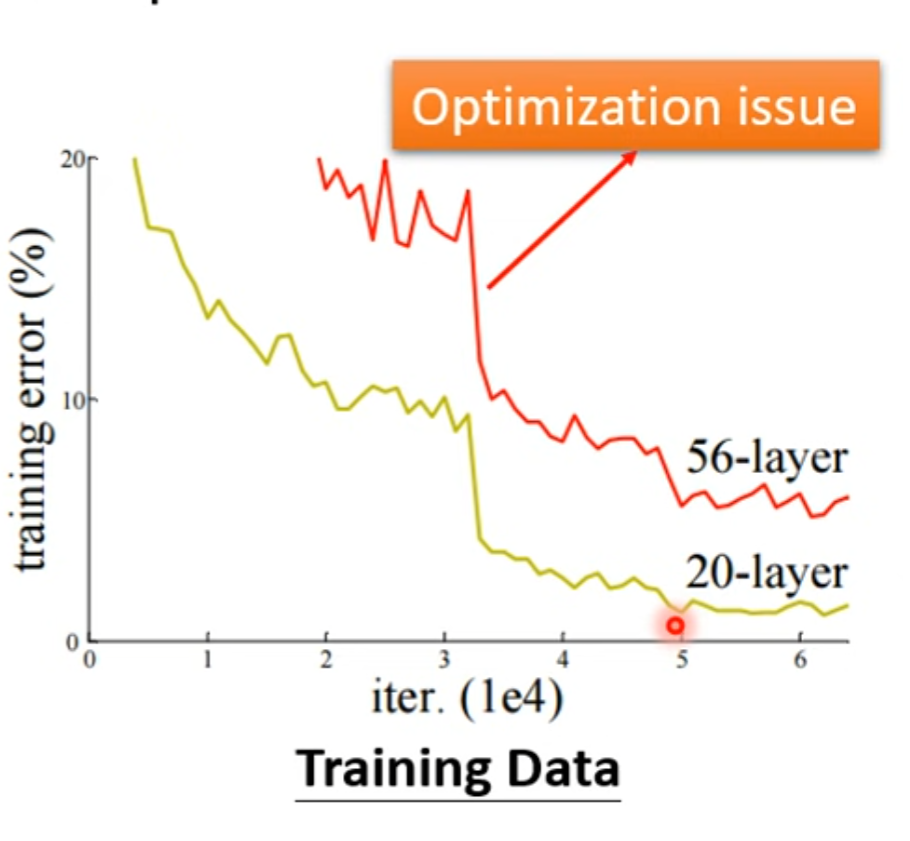 Optimization issue
20
10
0
training error (%)
56-layer
20-layer
0 1 2 3 4 5 6
iter. (1e4)
Training Data